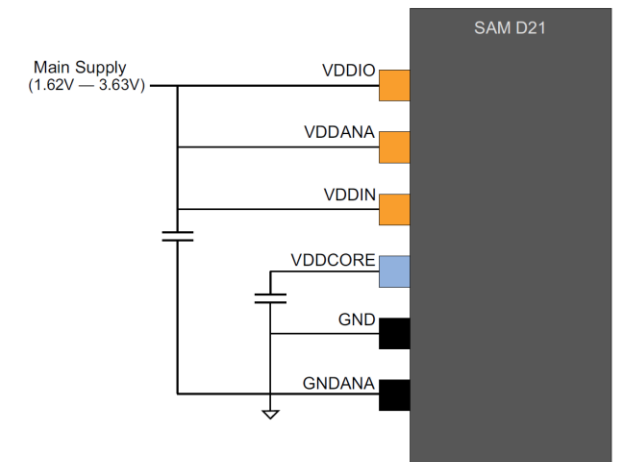 SAM D21
Main Supply
(1.62V — 3.63V)
VDDIO
VDDANA
VDDIN
VDDCORE
GND
GNDANA